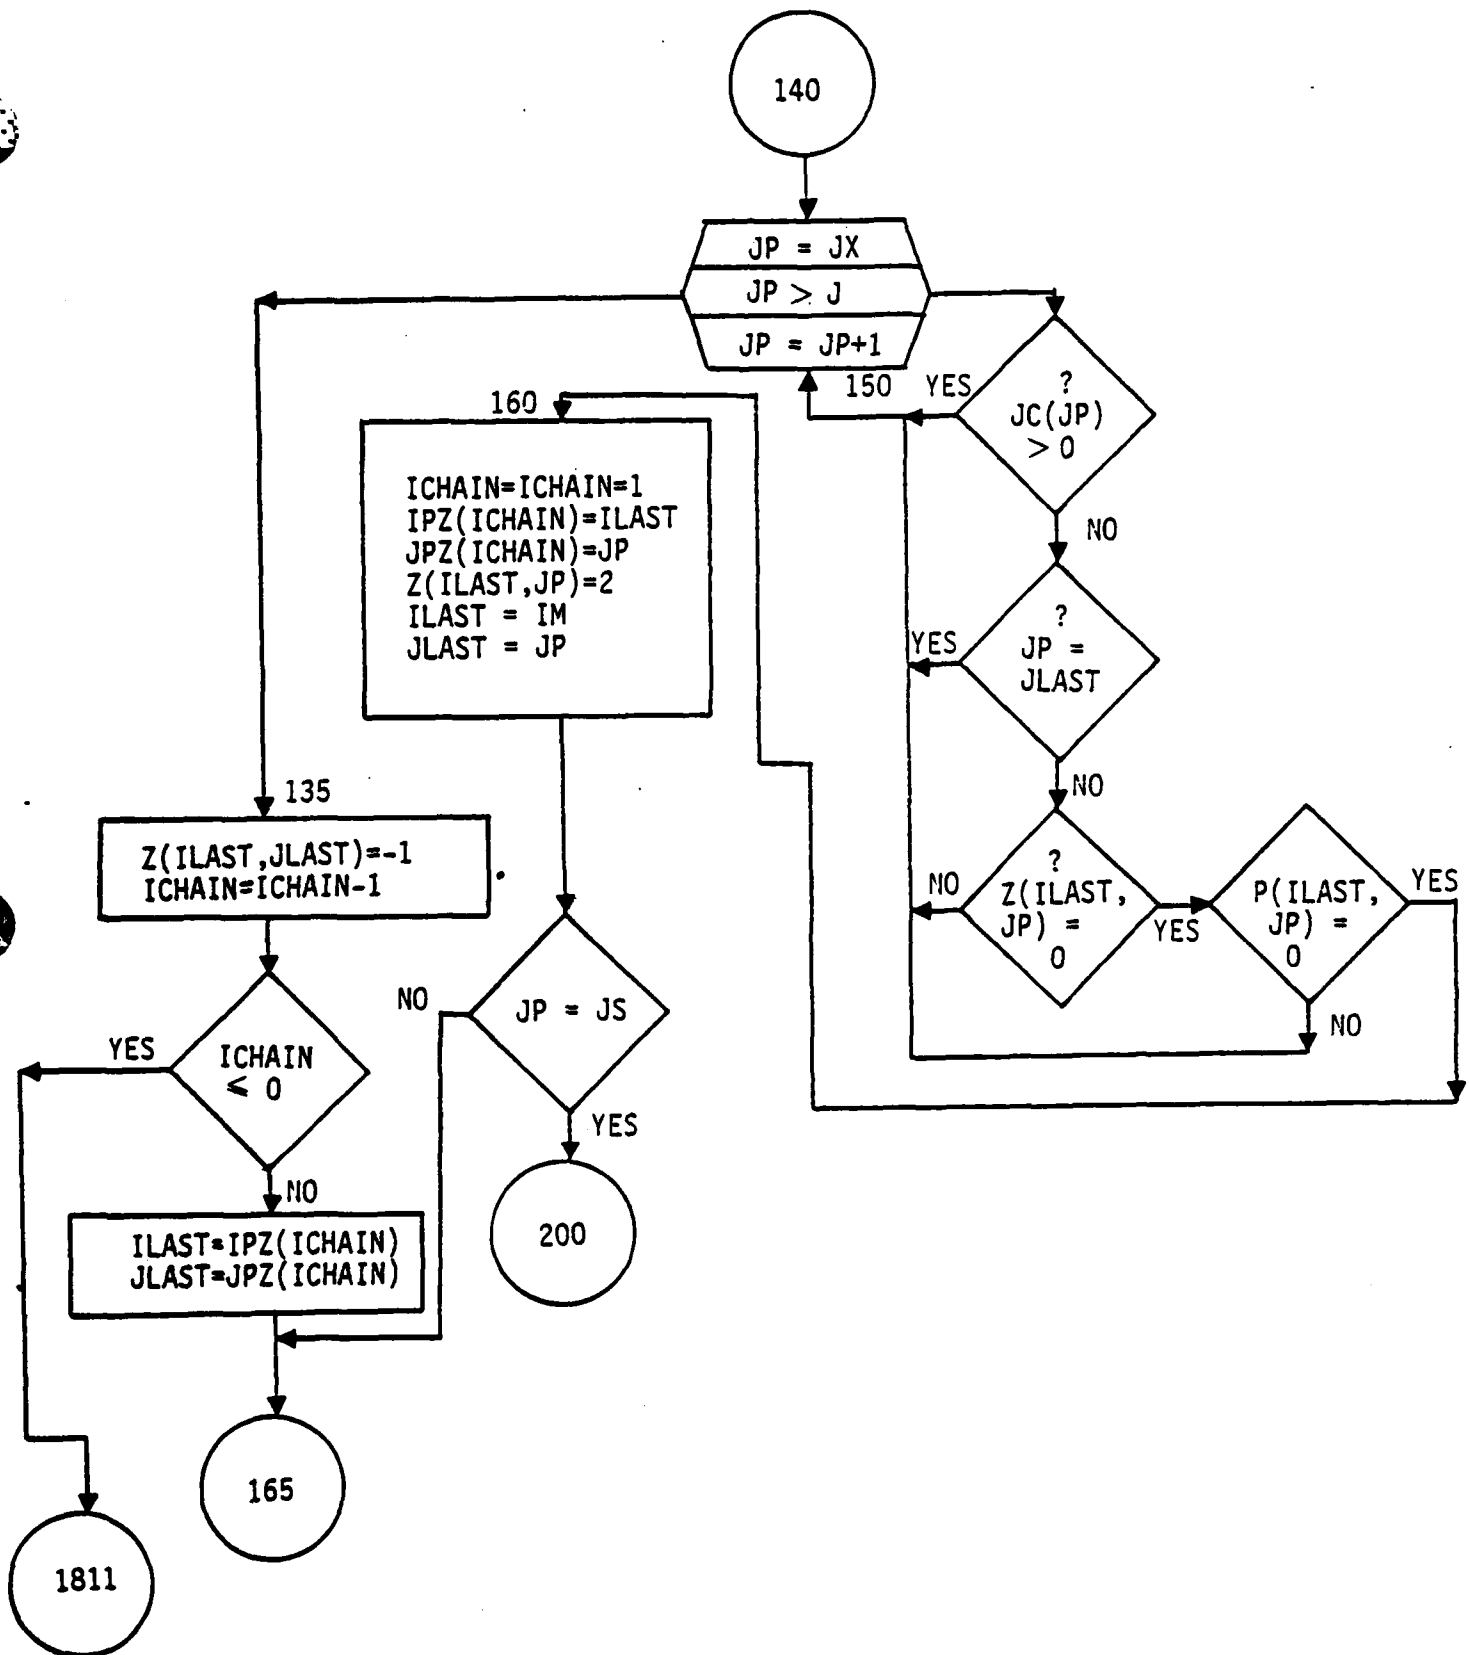 140
JP = JX
JP > J
JP = JP+1
150
YES
?
JC(JP)
> 0
NO
160
ICHAIN=ICHAIN=1
IPZ(ICHAIN)=ILAST
JPZ(ICHAIN)=JP
Z(ILAST,JP)=2
ILAST = IM
JLAST = JP
YES
?
JP =
JLAST
NO
135
Z(ILAST,JLAST)=-1
ICHAIN=ICHAIN-1
NO
?
Z(ILAST,
JP) =
0
YES
P(ILAST,
JP) =
0
YES
NO
NO
JP = JS
YES
YES
ICHAIN
≤ 0
NO
200
ILAST=IPZ(ICHAIN)
JLAST=JPZ(ICHAIN)
165
1811